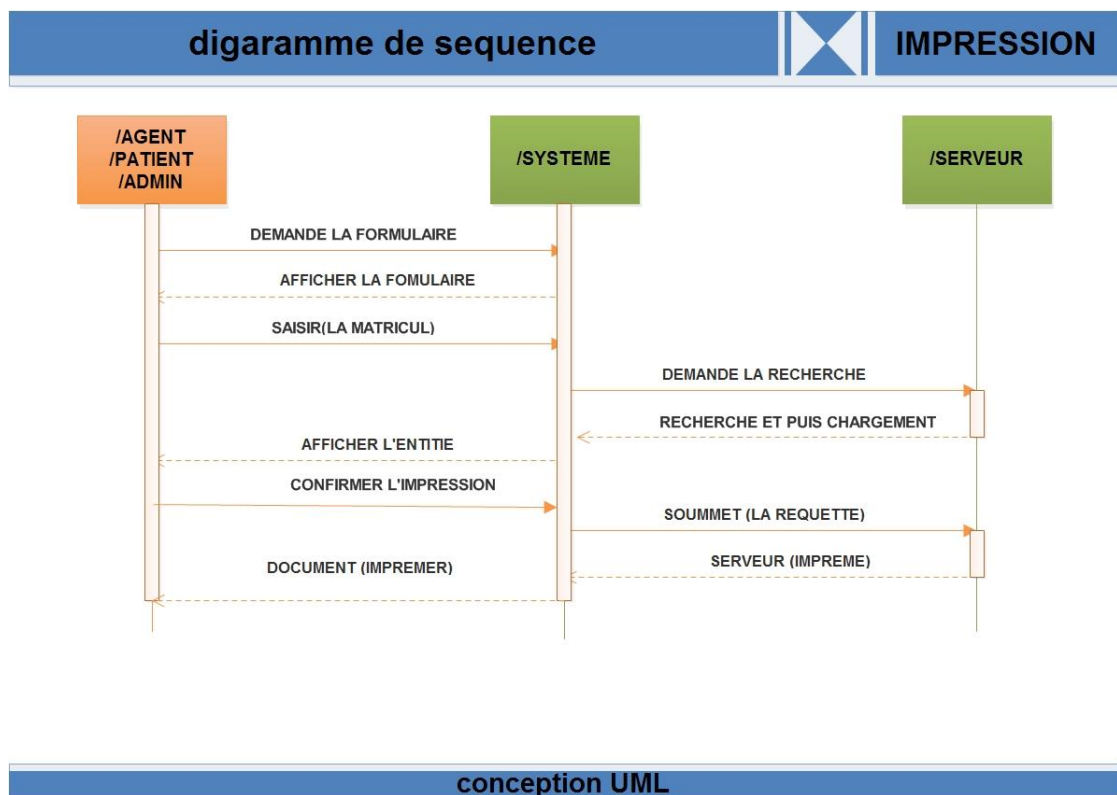 digaramme de sequence
IMPRESSION
/AGENT
/PATIENT
/ADMIN
/SYSTEME
/SERVEUR
DEMANDE LA FORMULAIRE
AFFICHER LA FOMULAIRE
SAISIR(LA MATRICUL)
DEMANDE LA RECHERCHE
RECHERCHE ET PUIS CHARGEMENT
AFFICHER L'ENTITIE
CONFIRMER L'IMPRESSION
SOUMMET (LA REQUETTE)
SERVEUR (IMPREME)
DOCUMENT (IMPREMER)
conception UML